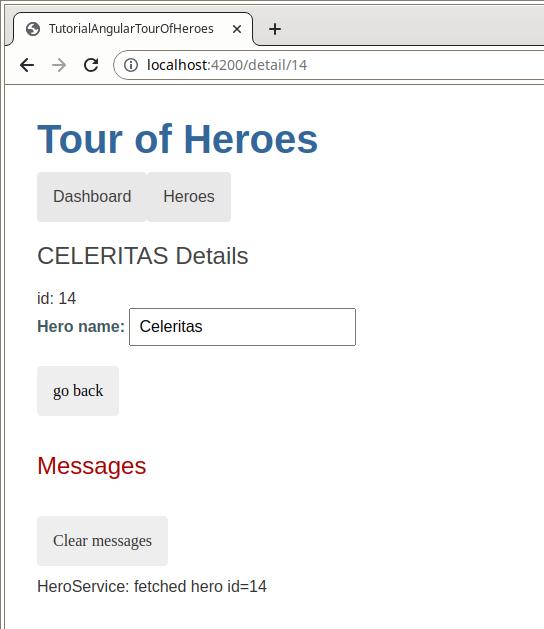 TutorialAngularTourOfHeroes
localhost:4200/detail/14
Tour of Heroes
Dashboard Heroes
CELERITAS Details
id: 14
Hero name: Celeritas
go back
Messages
Clear messages
HeroService: fetched hero id=14